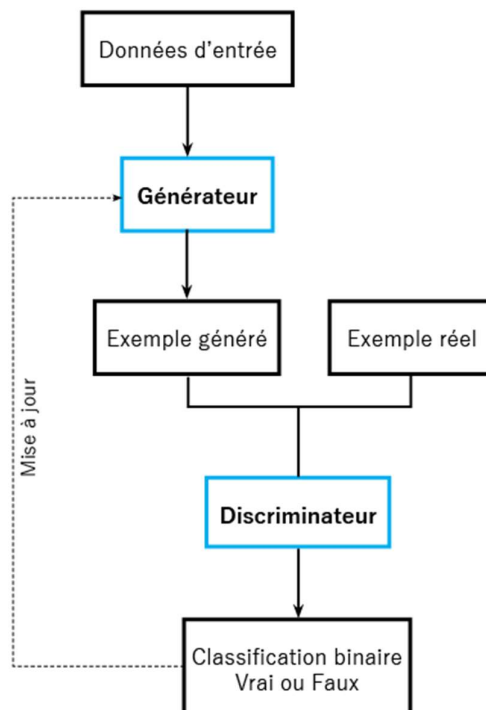 Données d'entrée
Générateur
Exemple généré
Exemple réel
Mise à jour
Discriminateur
Classification binaire
Vrai ou Faux